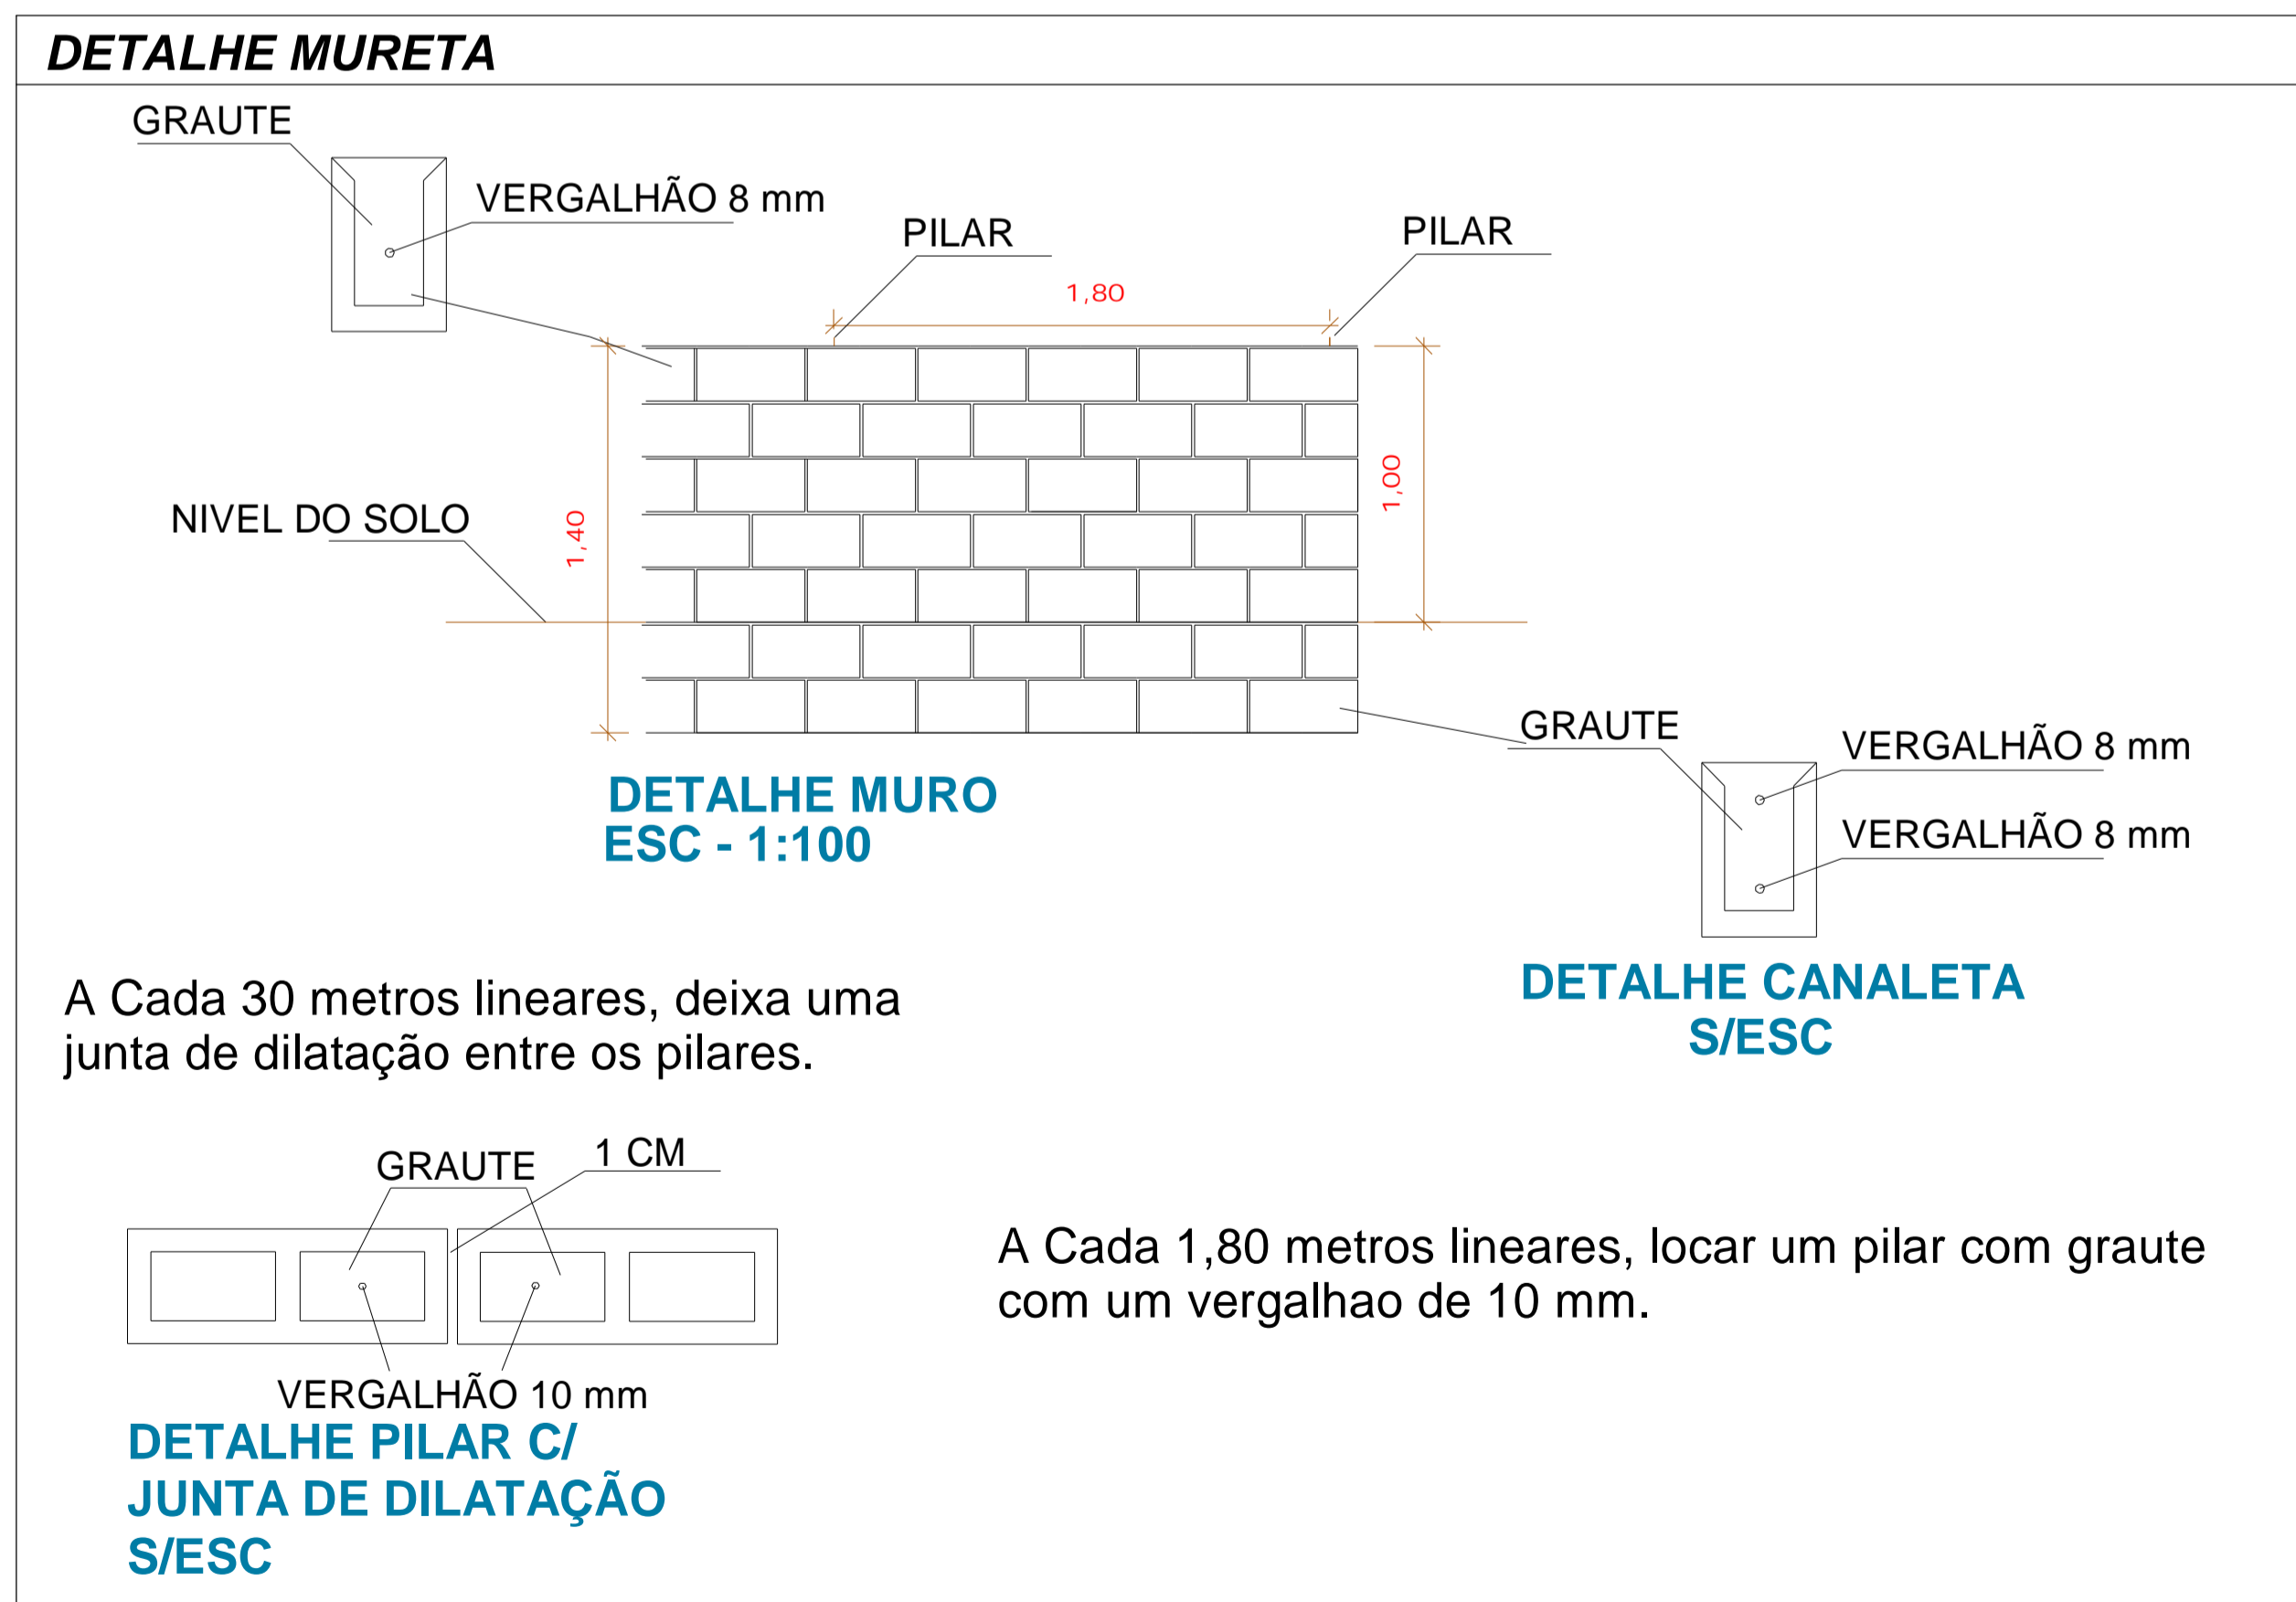 DETALHE MURETA
GRAUTE
VERGALHÃO 8 mm
PILAR
PILAR
1,80
1,40
1,00
NIVEL DO SOLO
GRAUTE
VERGALHÃO 8 mm
VERGALHÃO 8 mm
DETALHE MURO
ESC - 1:100
DETALHE CANALETA
S/ESC
A Cada 30 metros lineares, deixa uma
junta de dilatação entre os pilares.
GRAUTE
1 CM
VERGALHÃO 10 mm
DETALHE PILAR C/
JUNTA DE DILATAÇÃO
S/ESC
A Cada 1,80 metros lineares, locar um pilar com graute
com um vergalhao de 10 mm.